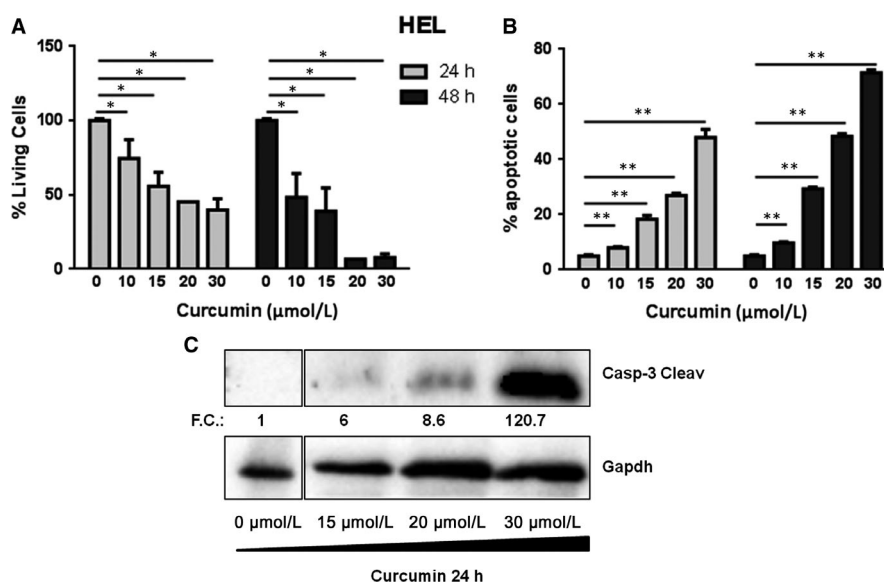 A
HEL
B
24 h
48 h
150
100
50
0
% Living Cells
* * * *
* * * *
0 10 15 20 30 0 10 15 20 30
Curcumin (µmol/L)
80
60
40
20
0
% apoptotic cells
** ** ** **
** ** ** **
0 10 15 20 30 0 10 15 20 30
Curcumin (µmol/L)
C
Casp-3 Cleav
F.C.: 1 6 8.6 120.7
Gapdh
0 µmol/L 15 µmol/L 20 µmol/L 30 µmol/L
Curcumin 24 h